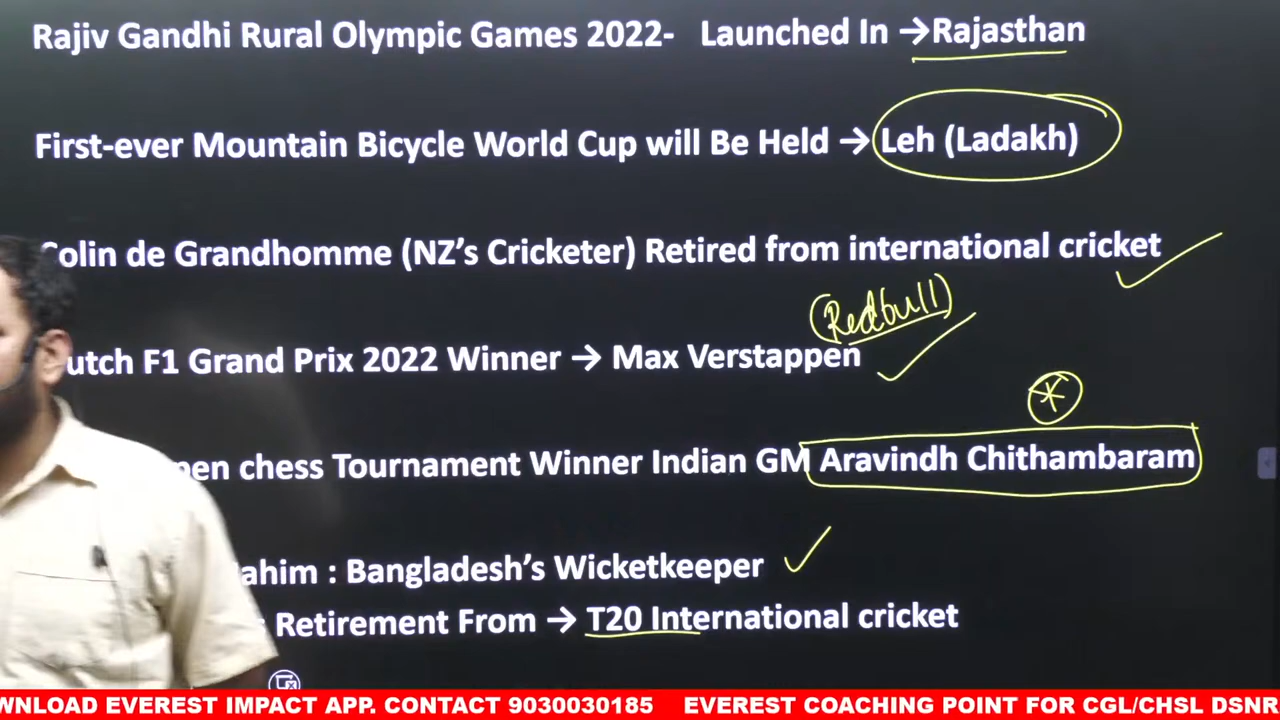 Rajiv Gandhi Rural Olympic Games 2022- Launched In →Rajasthan
First-ever Mountain Bicycle World Cup will Be Held → Leh (Ladakh)
Colin de Grandhomme (NZ's Cricketer) Retired from international cricket
(Redbull)
utch F1 Grand Prix 2022 Winner → Max Verstappen
pen chess Tournament Winner Indian GM Aravindh Chithambaram
ahim : Bangladesh's Wicketkeeper
Retirement From → T20 International cricket
WNLOAD EVEREST IMPACT APP. CONTACT 9030030185 EVEREST COACHING POINT FOR CGL/CHSL DSNR